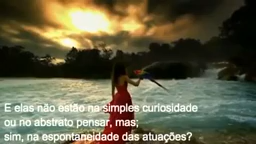 E elas não estão na simples curiosidade
ou no abstrato pensar, mas;
sim, na espontaneidade das atuações?